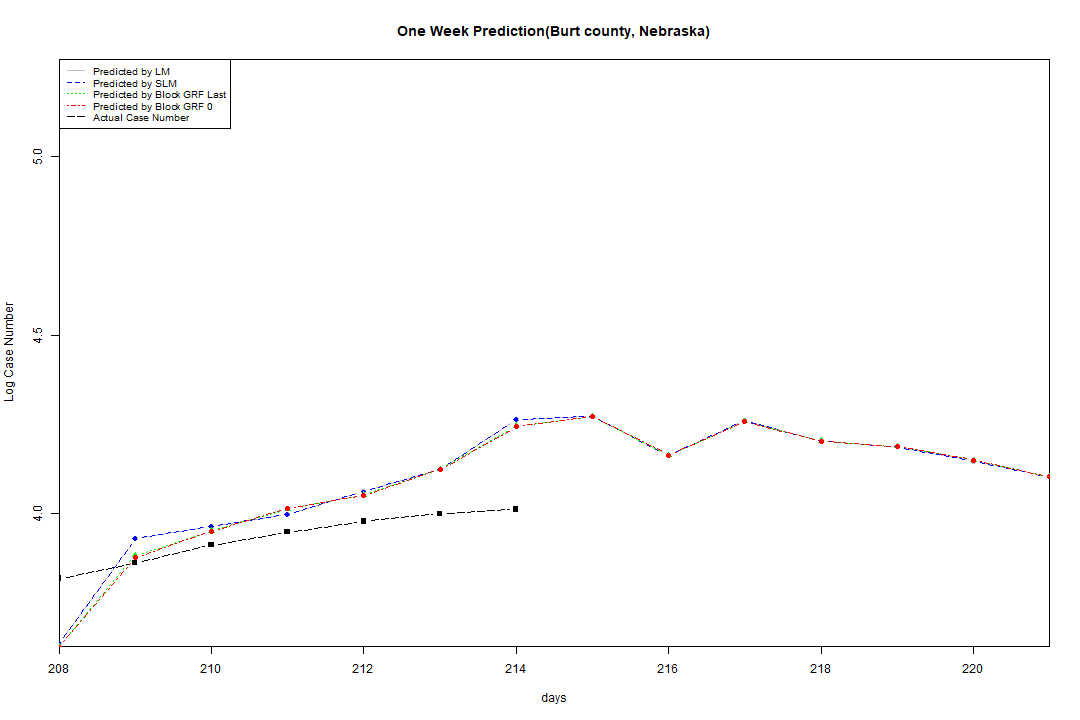 One Week Prediction(Burt county, Nebraska)
Predicted by LM
Predicted by SLM
Predicted by Block GRF Last
Predicted by Block GRF 0
Actual Case Number
5.0
4.5
4.0
Log Case Number
208 210 212 214 216 218 220
days